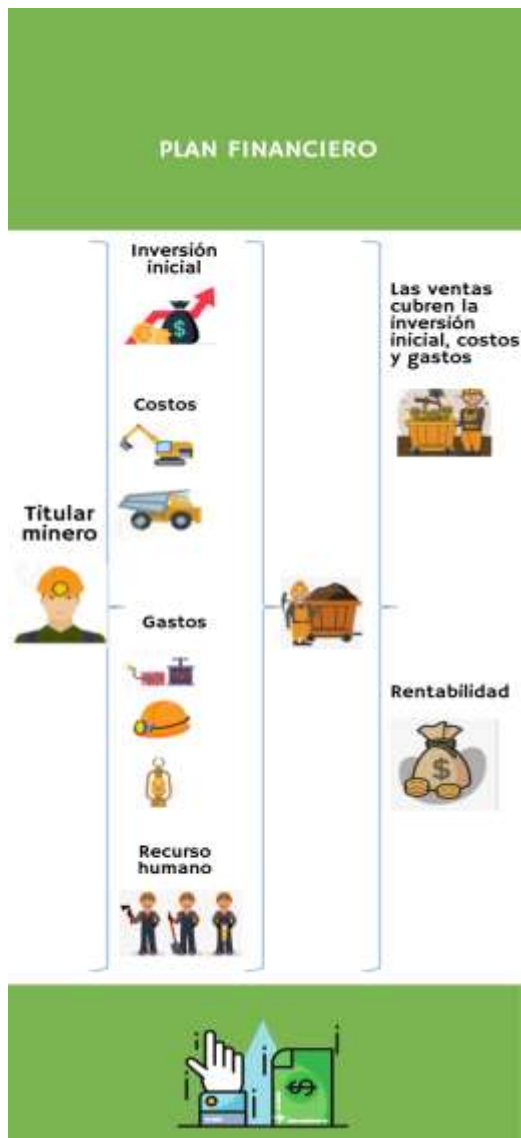 PLAN FINANCIERO
Titular
minero
Inversión
inicial
Costos
Gastos
Recurso
humano
Las ventas
cubren la
inversión
inicial, costos
y gastos
Rentabilidad